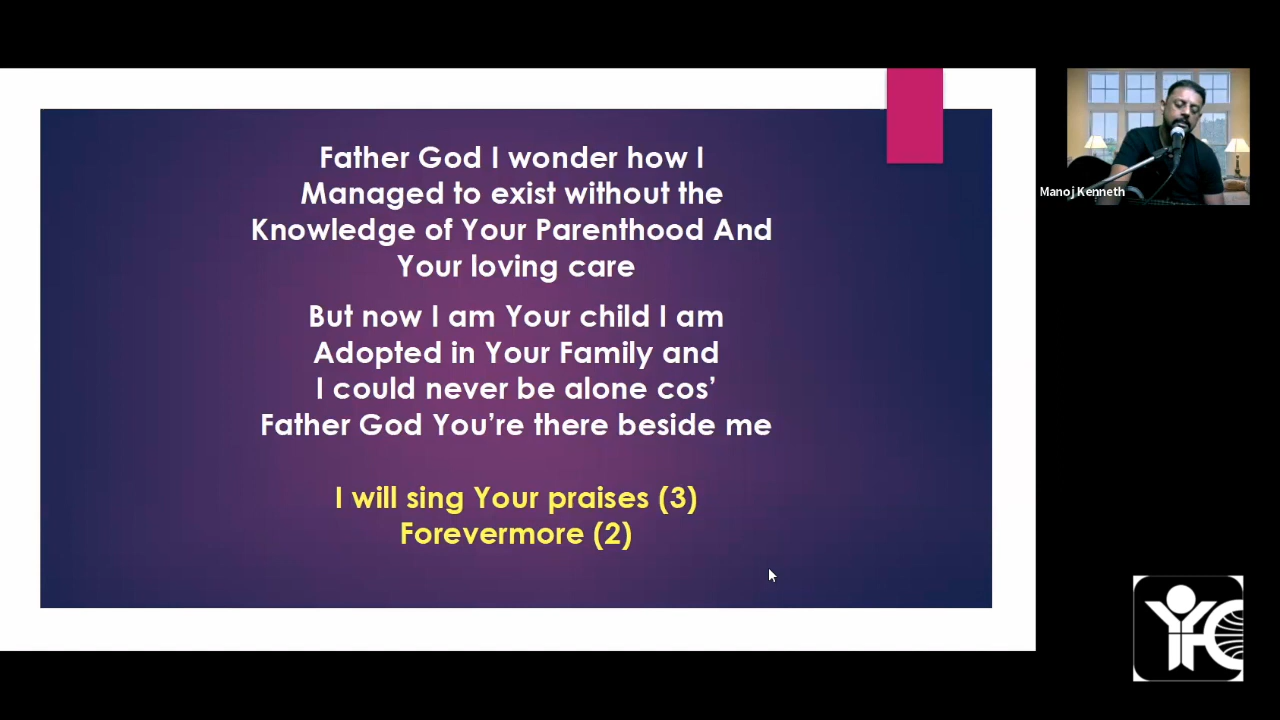 Father God I wonder how I
Managed to exist without the
Knowledge of Your Parenthood And
Your loving care
But now I am Your child I am
Adopted in Your Family and
I could never be alone cos’
Father God You’re there beside me
I will sing Your praises (3)
Forevermore (2)
Manoj Kenneth
YFC